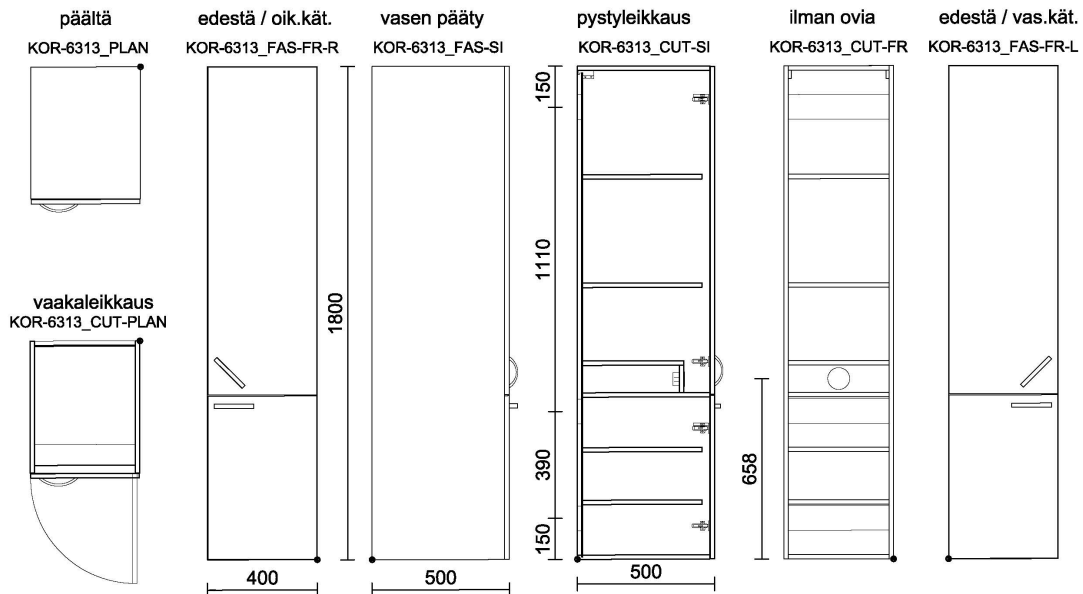 päältä
KOR-6313_PLAN
edestä / oik.kät.
KOR-6313_FAS-FR-R
vasen pääty
KOR-6313_FAS-SI
pystyleikkaus
KOR-6313_CUT-SI
ilman ovia
KOR-6313_CUT-FR
edestä / vas.kät.
KOR-6313_FAS-FR-L
vaakaleikkaus
KOR-6313_CUT-PLAN
1800
150
1110
390
150
658
400
500
500